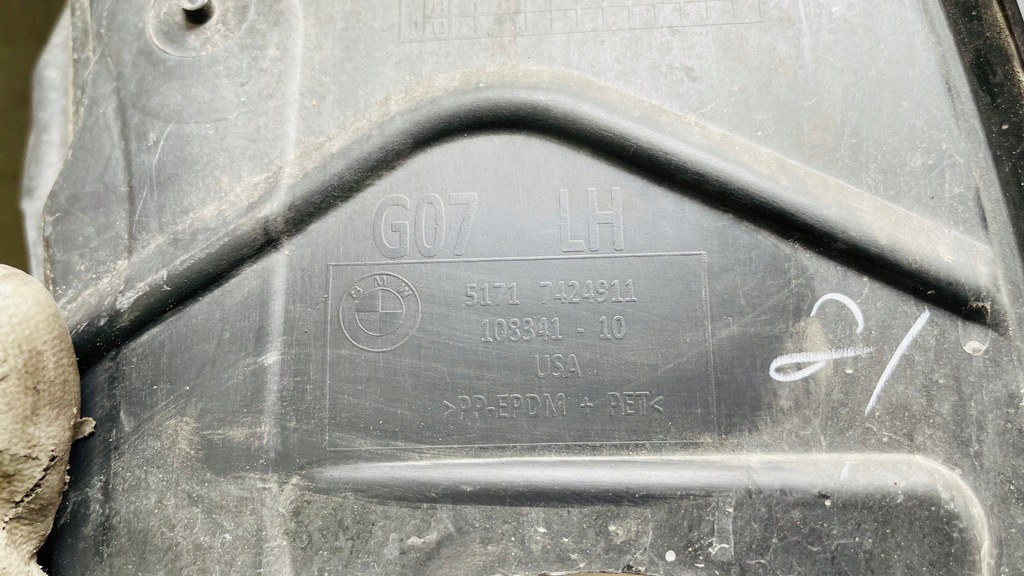 G07 LH
BMW
5171 7424911
108341 - 10
USA
>PP-EPDM + PET<
21